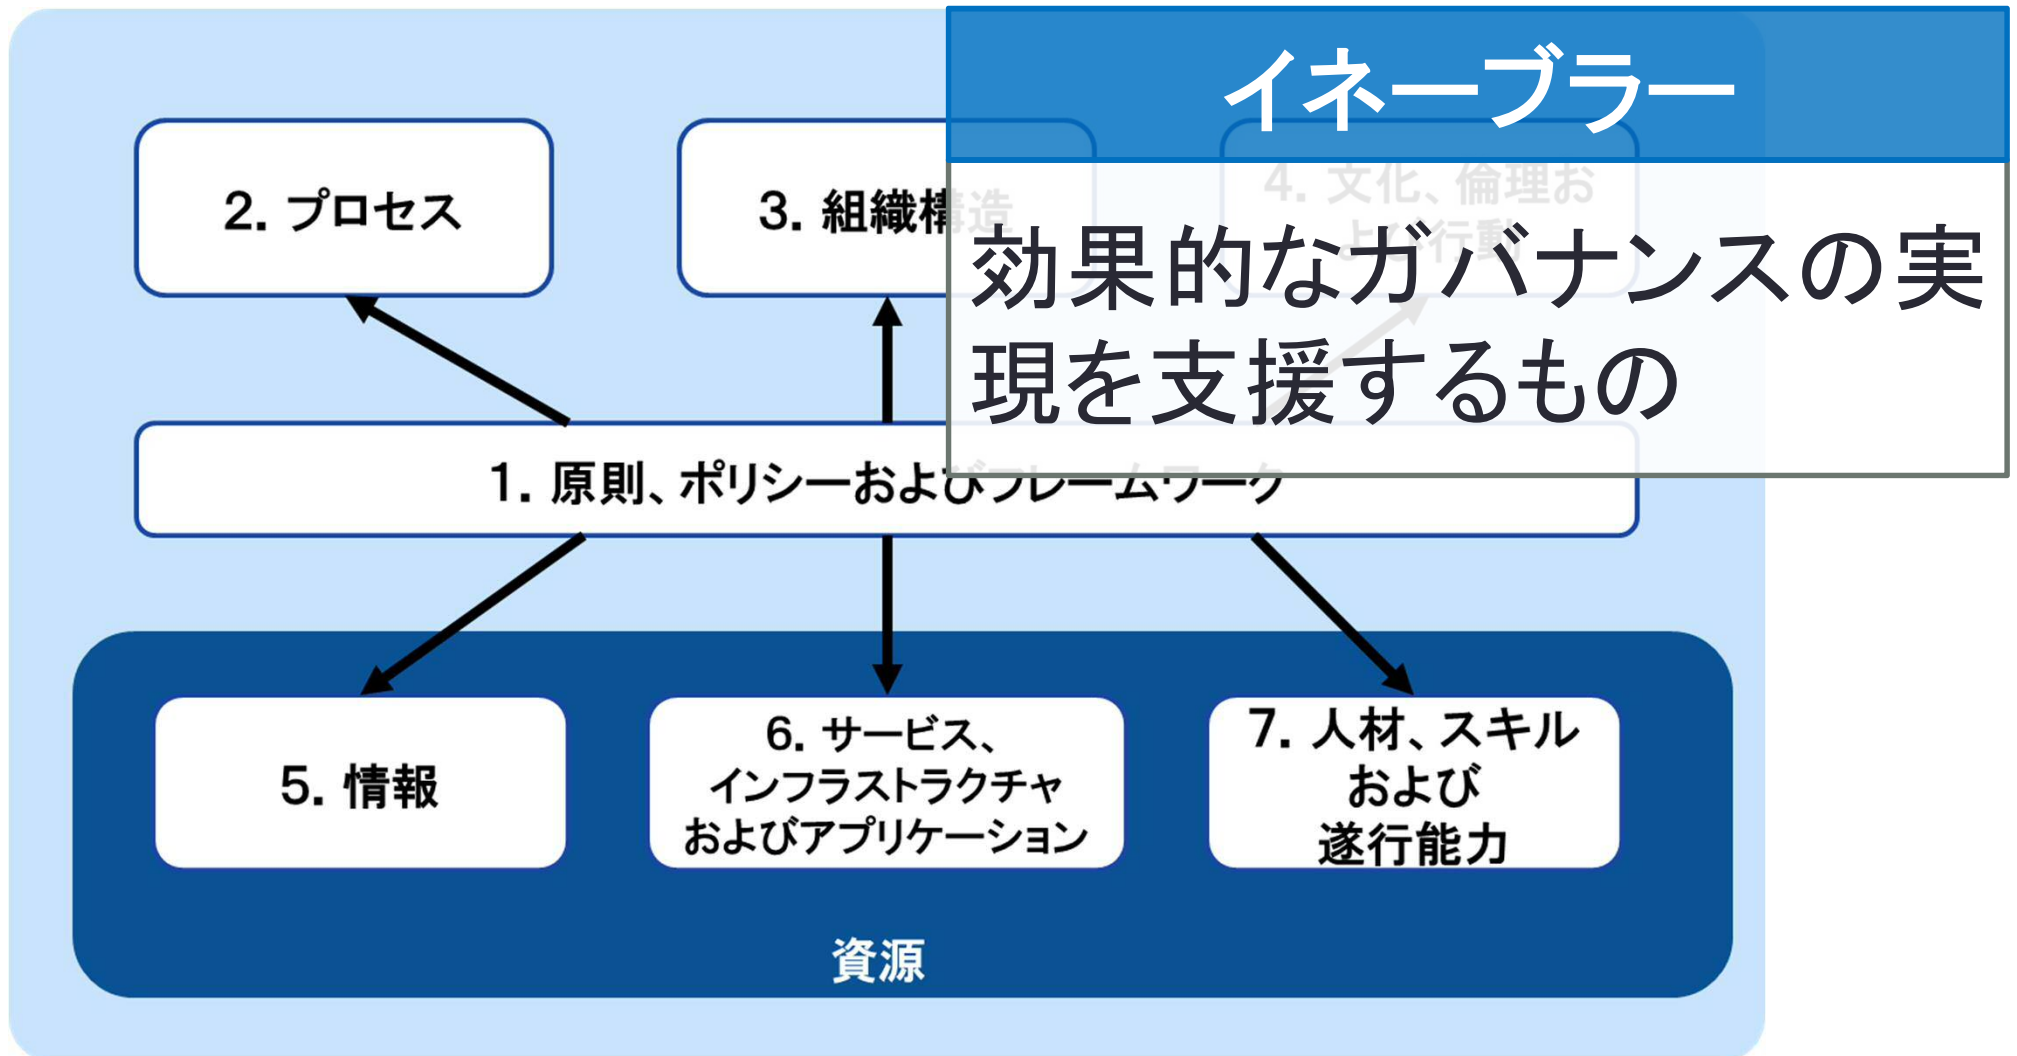 イネーブラー
効果的なガバナンスの実
現を支援するもの
2. プロセス
3. 組織構造
4. 文化、倫理お
よび行動
1. 原則、ポリシーおよびフレームワーク
5. 情報
6. サービス、
インフラストラクチャ
およびアプリケーション
7. 人材、スキル
および
遂行能力
資源